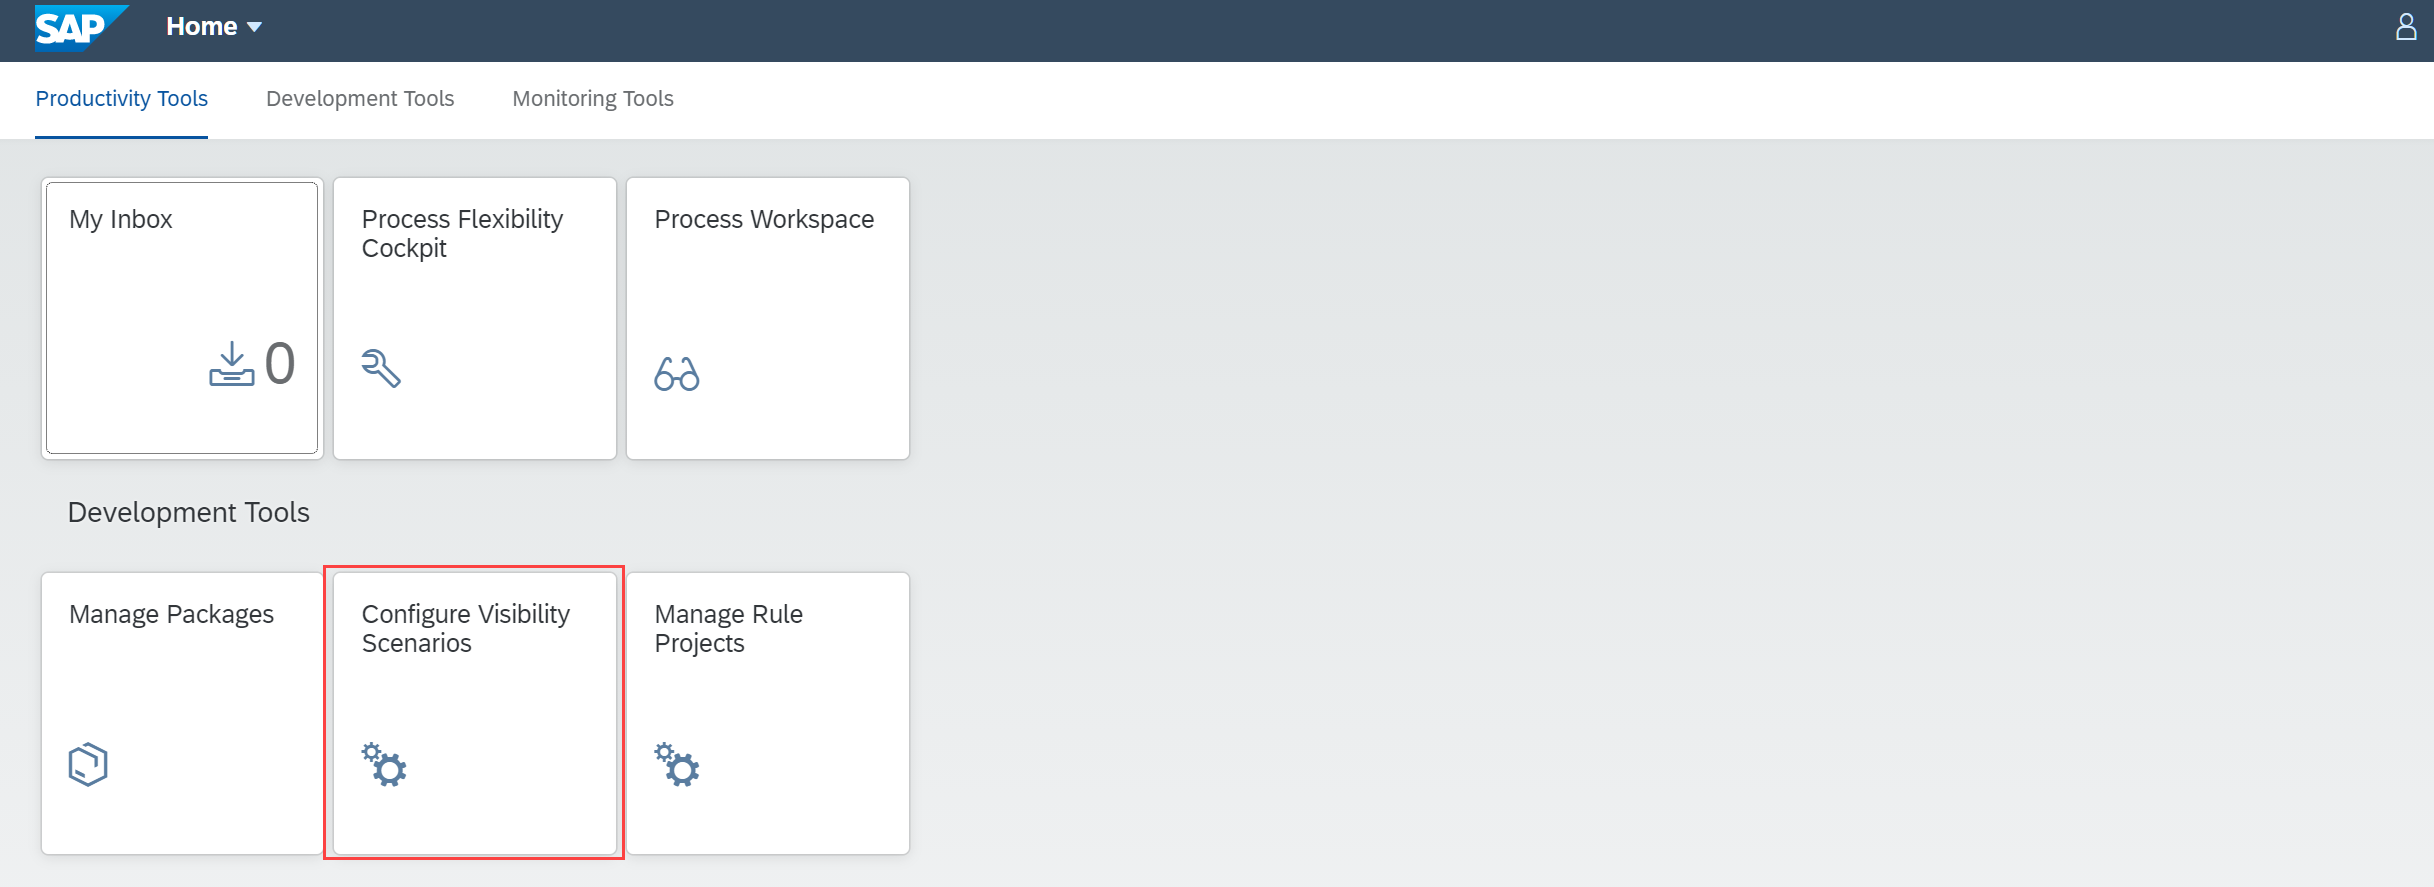 SAP Home
Productivity Tools Development Tools Monitoring Tools
My Inbox
0
Process Flexibility
Cockpit
Process Workspace
Development Tools
Manage Packages
Configure Visibility
Scenarios
Manage Rule
Projects